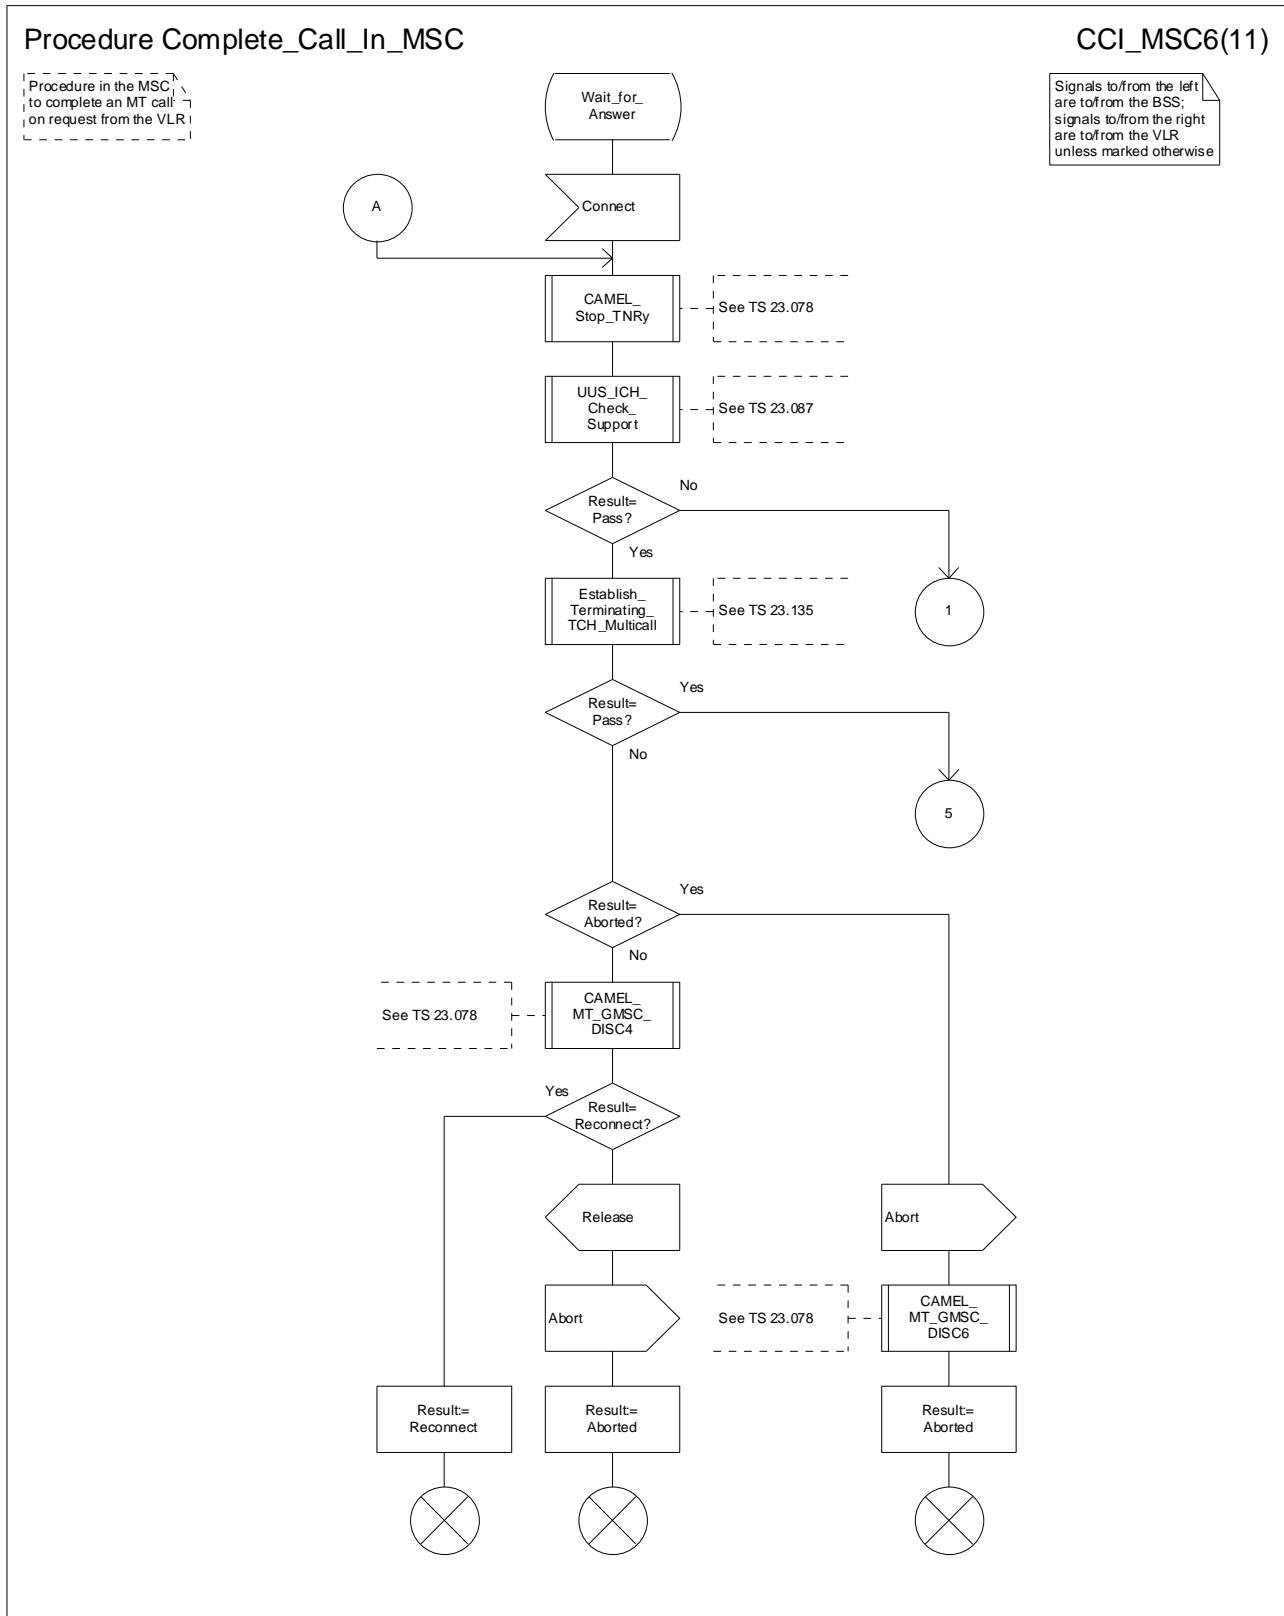 Procedure Complete_Call_In_MSC
CCI_MSC6(11)
Procedure in the MSC
to complete an MT call
on request from the VLR
Signals to/from the left
are to/from the BSS;
signals to/from the right
are to/from the VLR
unless marked otherwise
Wait_for_
Answer
A
Connect
CAMEL_
Stop_TNRy
See TS 23.078
UUS_ICH_
Check_
Support
See TS 23.087
Result=
Pass?
No
Yes
1
Establish_
Terminating_
TCH_Multicall
See TS 23.135
Result=
Pass?
Yes
No
5
Result=
Aborted?
Yes
No
See TS 23.078
CAMEL_
MT_GMSC_
DISC4
Yes
Result=
Reconnect?
Release
Abort
Abort
See TS 23.078
CAMEL_
MT_GMSC_
DISC6
Result:=
Reconnect
Result:=
Aborted
Result:=
Aborted